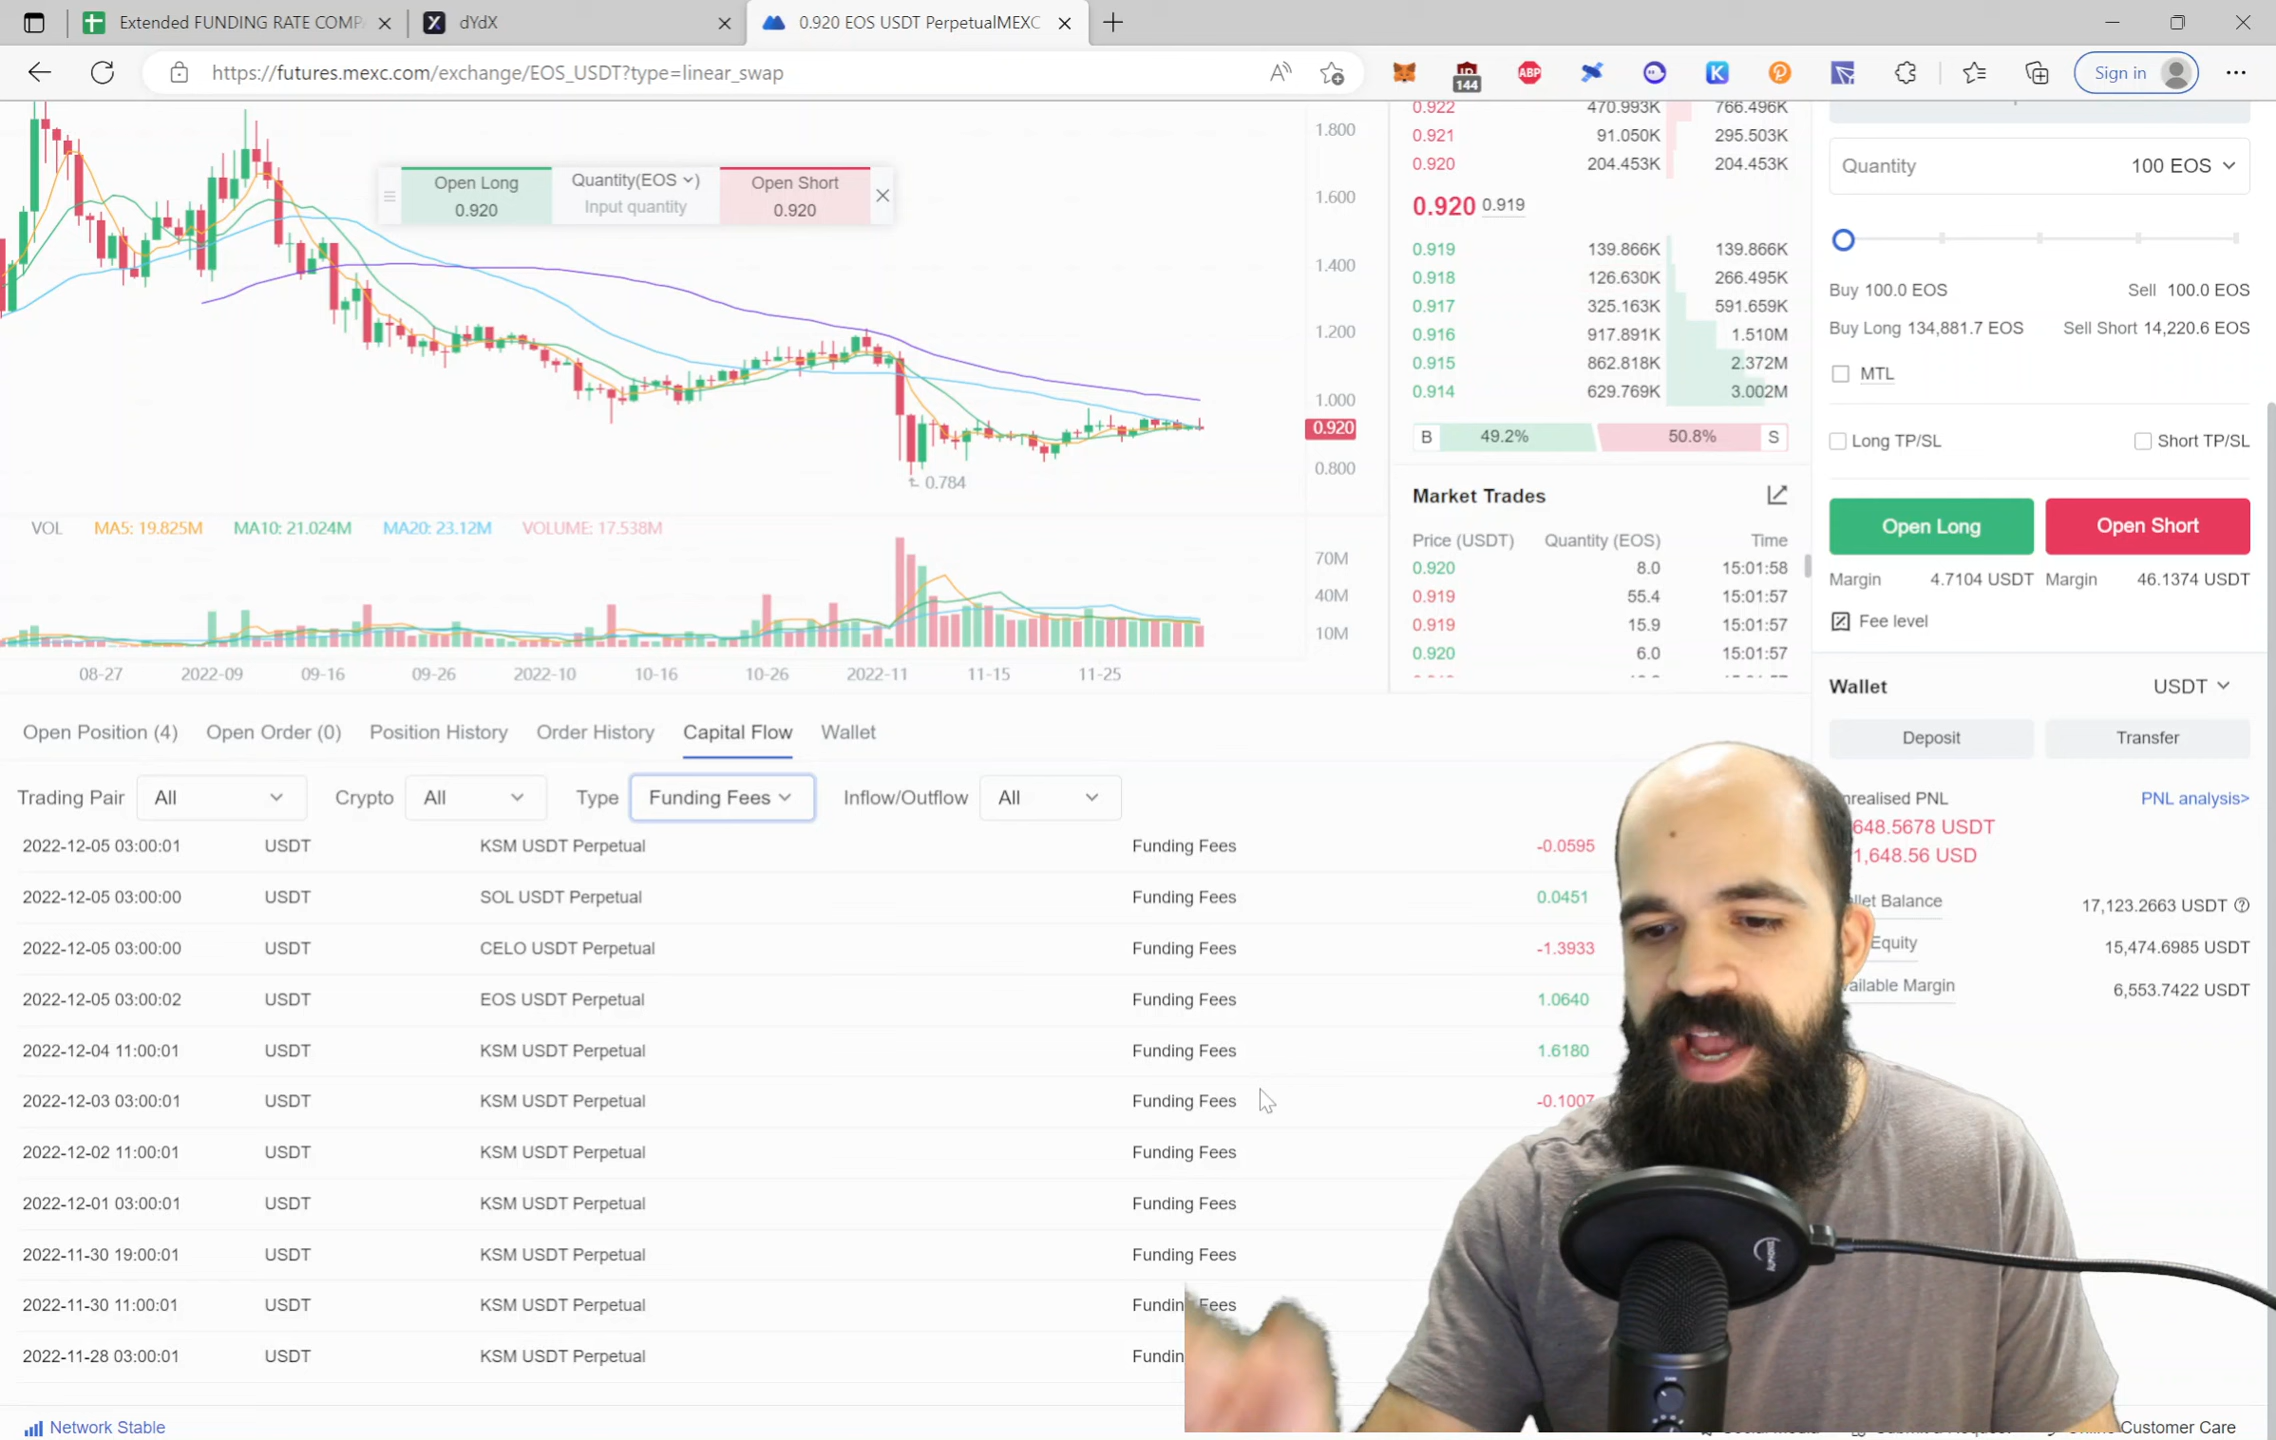 Extended FUNDING RATE COMP
dYdX
0.920 EOS USDT PerpetualMEXC
https://futures.mexc.com/exchange/EOS_USDT?type=linear_swap
ABP
144
K
Sign in
1.800
1.600
1.400
1.200
1.000
0.920
0.800
Open Long
0.920
Quantity(EOS
Input quantity
Open Short
0.920
0.784
VOL MA5: 19.825M MA10: 21.024M MA20: 23.12M VOLUME: 17.538M
70M
40M
10M
08-27 2022-09 09-16 09-26 2022-10 10-16 10-26 2022-11 11-15 11-25
0.922 470.993K 766.496K
0.921 91.050K 295.503K
0.920 204.453K 204.453K
0.920 0.919
0.919 139.866K 139.866K
0.918 126.630K 266.495K
0.917 325.163K 591.659K
0.916 917.891K 1.510M
0.915 862.818K 2.372M
0.914 629.769K 3.002M
B 49.2% 50.8% S
Market Trades
Price (USDT) Quantity (EOS) Time
0.920 8.0 15:01:58
0.919 55.4 15:01:57
0.919 15.9 15:01:57
0.920 6.0 15:01:57
Quantity 100 EOS
Buy 100.0 EOS Sell 100.0 EOS
Buy Long 134,881.7 EOS Sell Short 14,220.6 EOS
MTL
Long TP/SL Short TP/SL
Open Long Open Short
Margin 4.7104 USDT Margin 46.1374 USDT
Fee level
Wallet USDT
Deposit Transfer
realised PNL PNL analysis>
648.5678 USDT
1,648.56 USD
llet Balance 17,123.2663 USDT
Equity 15,474.6985 USDT
ailable Margin 6,553.7422 USDT
Open Position (4) Open Order (0) Position History Order History Capital Flow Wallet
Trading Pair All Crypto All Type Funding Fees Inflow/Outflow All
2022-12-05 03:00:01 USDT KSM USDT Perpetual Funding Fees -0.0595
2022-12-05 03:00:00 USDT SOL USDT Perpetual Funding Fees 0.0451
2022-12-05 03:00:00 USDT CELO USDT Perpetual Funding Fees -1.3933
2022-12-05 03:00:02 USDT EOS USDT Perpetual Funding Fees 1.0640
2022-12-04 11:00:01 USDT KSM USDT Perpetual Funding Fees 1.6180
2022-12-03 03:00:01 USDT KSM USDT Perpetual Funding Fees -0.1007
2022-12-02 11:00:01 USDT KSM USDT Perpetual Funding Fees
2022-12-01 03:00:01 USDT KSM USDT Perpetual Funding Fees
2022-11-30 19:00:01 USDT KSM USDT Perpetual Funding Fees
2022-11-30 11:00:01 USDT KSM USDT Perpetual Fundin Fees
2022-11-28 03:00:01 USDT KSM USDT Perpetual Fundin
Network Stable
Customer Care